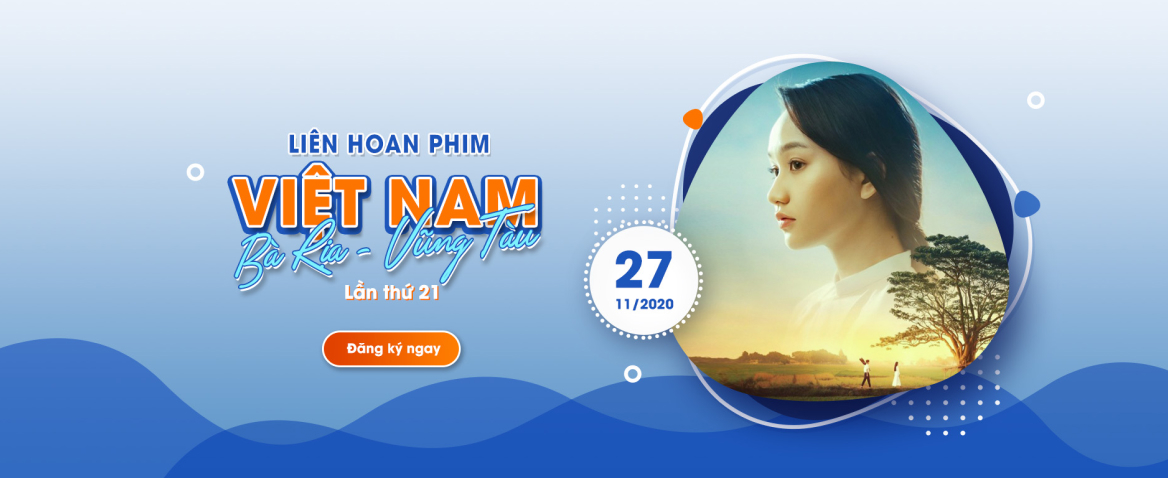 LIÊN HOAN PHIM
VIỆT NAM
Bà Rịa - Vũng Tàu
Lần thứ 21
Đăng ký ngay
27
11/2020